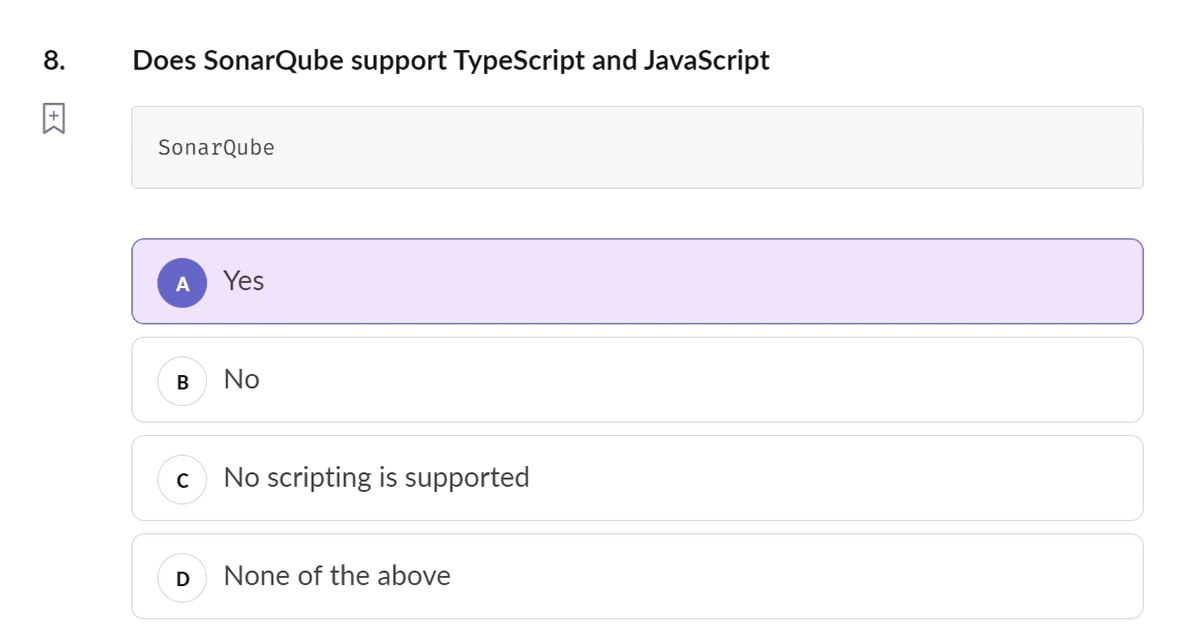 8. Does SonarQube support TypeScript and JavaScript
SonarQube
A Yes
B No
C No scripting is supported
D None of the above